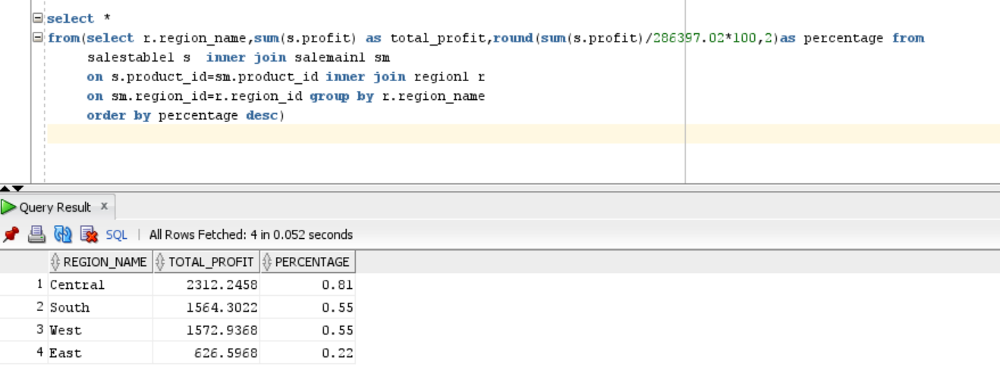 select *
from(select r.region_name,sum(s.profit) as total_profit,round(sum(s.profit)/286397.02*100,2)as percentage from
salestable1 s  inner join salemain1 sm
on s.product_id=sm.product_id inner join region1 r
on sm.region_id=r.region_id group by r.region_name
order by percentage desc)
Query Result x
SQL | All Rows Fetched: 4 in 0.052 seconds
REGION_NAME TOTAL_PROFIT PERCENTAGE
1 Central 2312.2458 0.81
2 South 1564.3022 0.55
3 West 1572.9368 0.55
4 East 626.5968 0.22